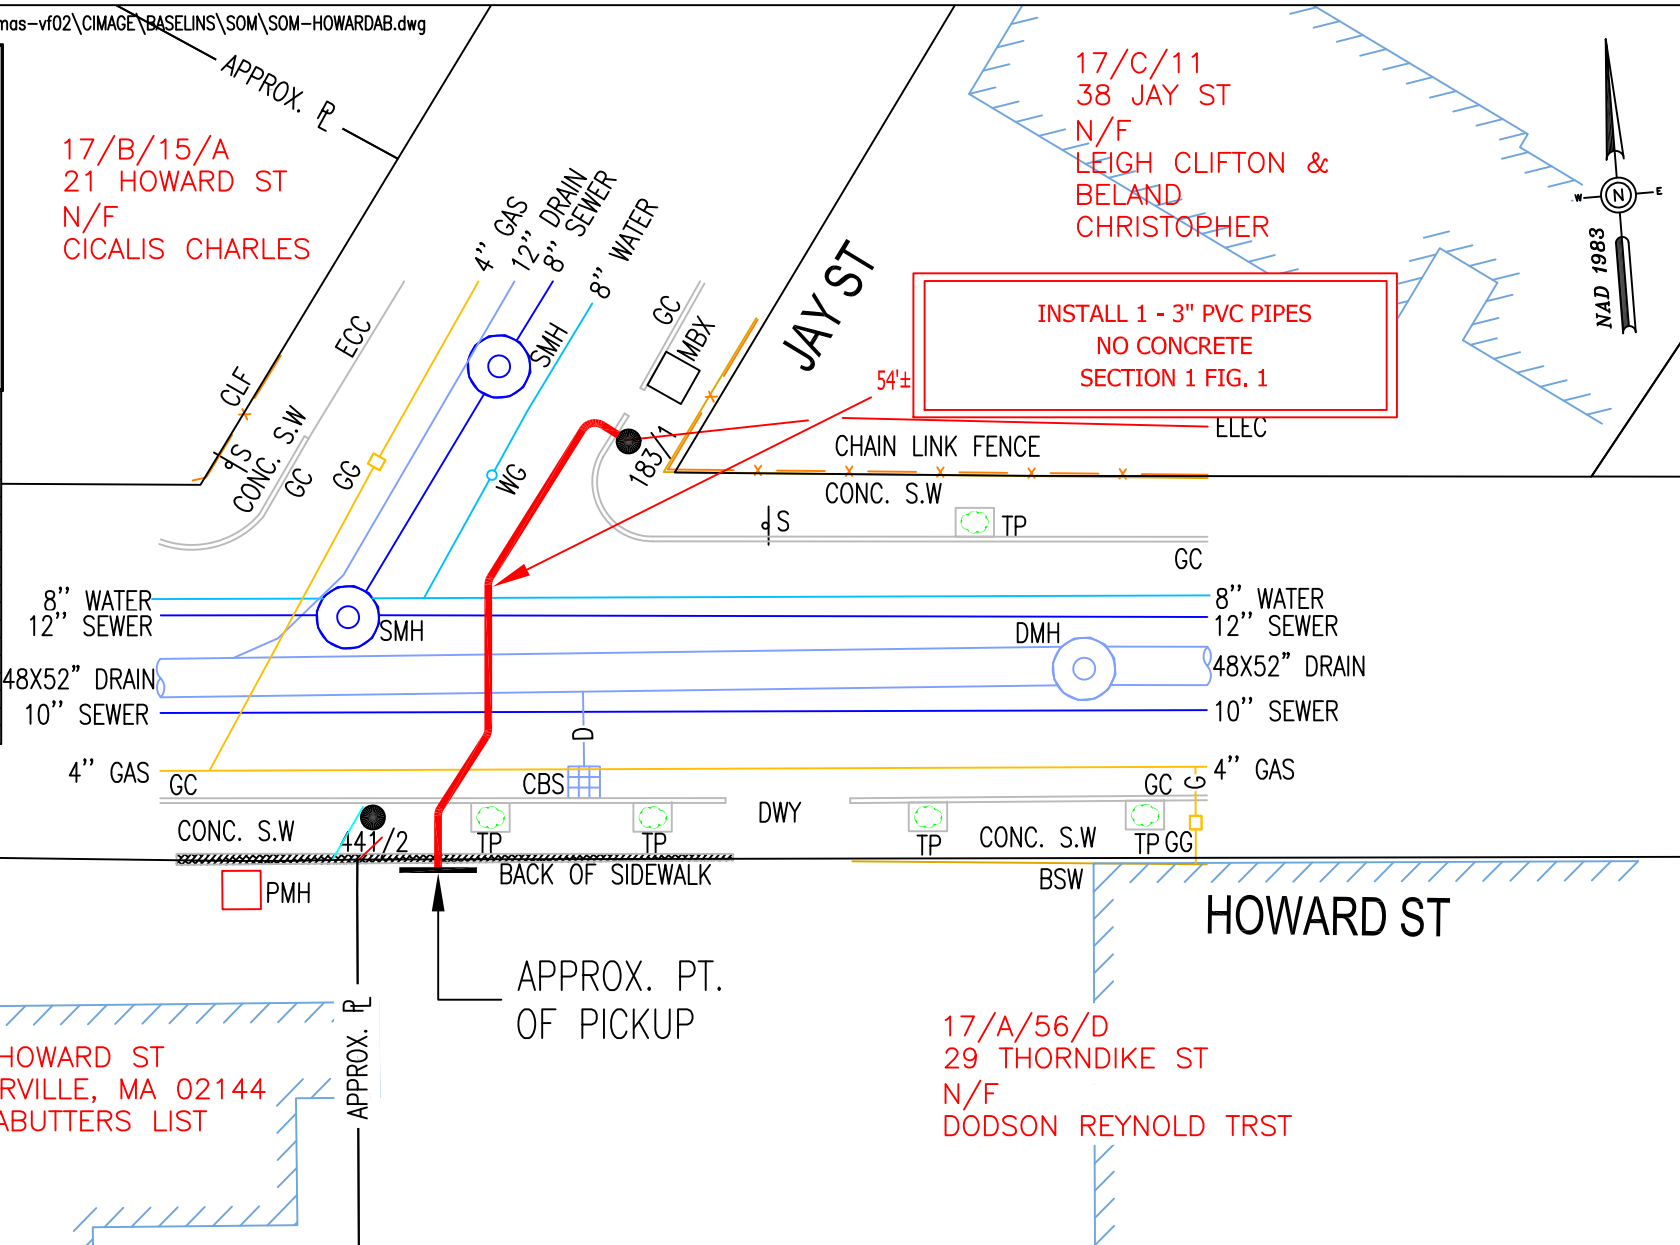 mas-vf02\CIMAGE\BASELINS\SOM\SOM-HOWARDAB.dwg
APPROX. PL
17/B/15/A
21 HOWARD ST
N/F
CICALIS CHARLES
17/C/11
38 JAY ST
N/F
LEIGH CLIFTON &
BELAND
CHRISTOPHER
N
W
E
NAD 1983
4'' GAS
12'' DRAIN
8'' SEWER
8'' WATER
JAY ST
INSTALL 1 - 3" PVC PIPES
NO CONCRETE
SECTION 1 FIG. 1
54'±
ELEC
CHAIN LINK FENCE
CONC. S.W
GC
MBX
SMH
ECC
CLF
S
CONC. S.W
GC
GG
WG
183/1
S
TP
GC
8'' WATER
12'' SEWER
48X52" DRAIN
10'' SEWER
4'' GAS
SMH
DMH
8'' WATER
12'' SEWER
48X52" DRAIN
10'' SEWER
4'' GAS
D
GC
CBS
GC
G
CONC. S.W
441/2
TP
TP
DWY
TP
CONC. S.W
TP
GG
BACK OF SIDEWALK
BSW
PMH
HOWARD ST
APPROX. PT.
OF PICKUP
APPROX. PL
HOWARD ST
RVILLE, MA 02144
ABUTTERS LIST
17/A/56/D
29 THORNDIKE ST
N/F
DODSON REYNOLD TRST